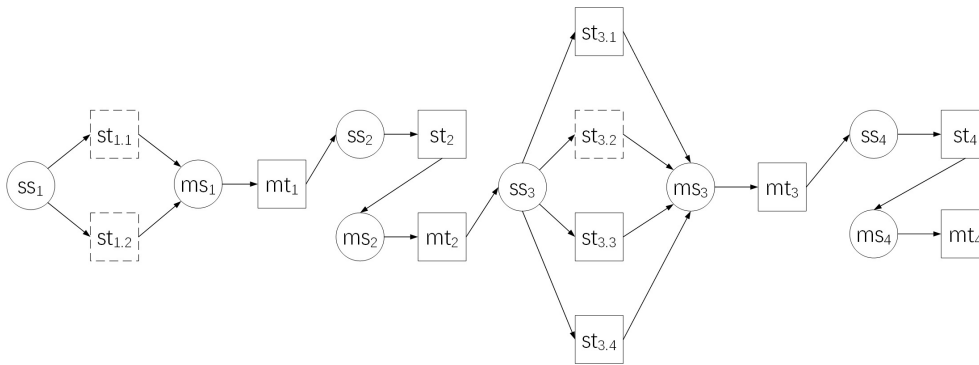 ss1
st1.1
st1.2
ms1
mt1
ss2
st2
ms2
mt2
ss3
st3.1
st3.2
st3.3
st3.4
ms3
mt3
ss4
st4
ms4
mt4